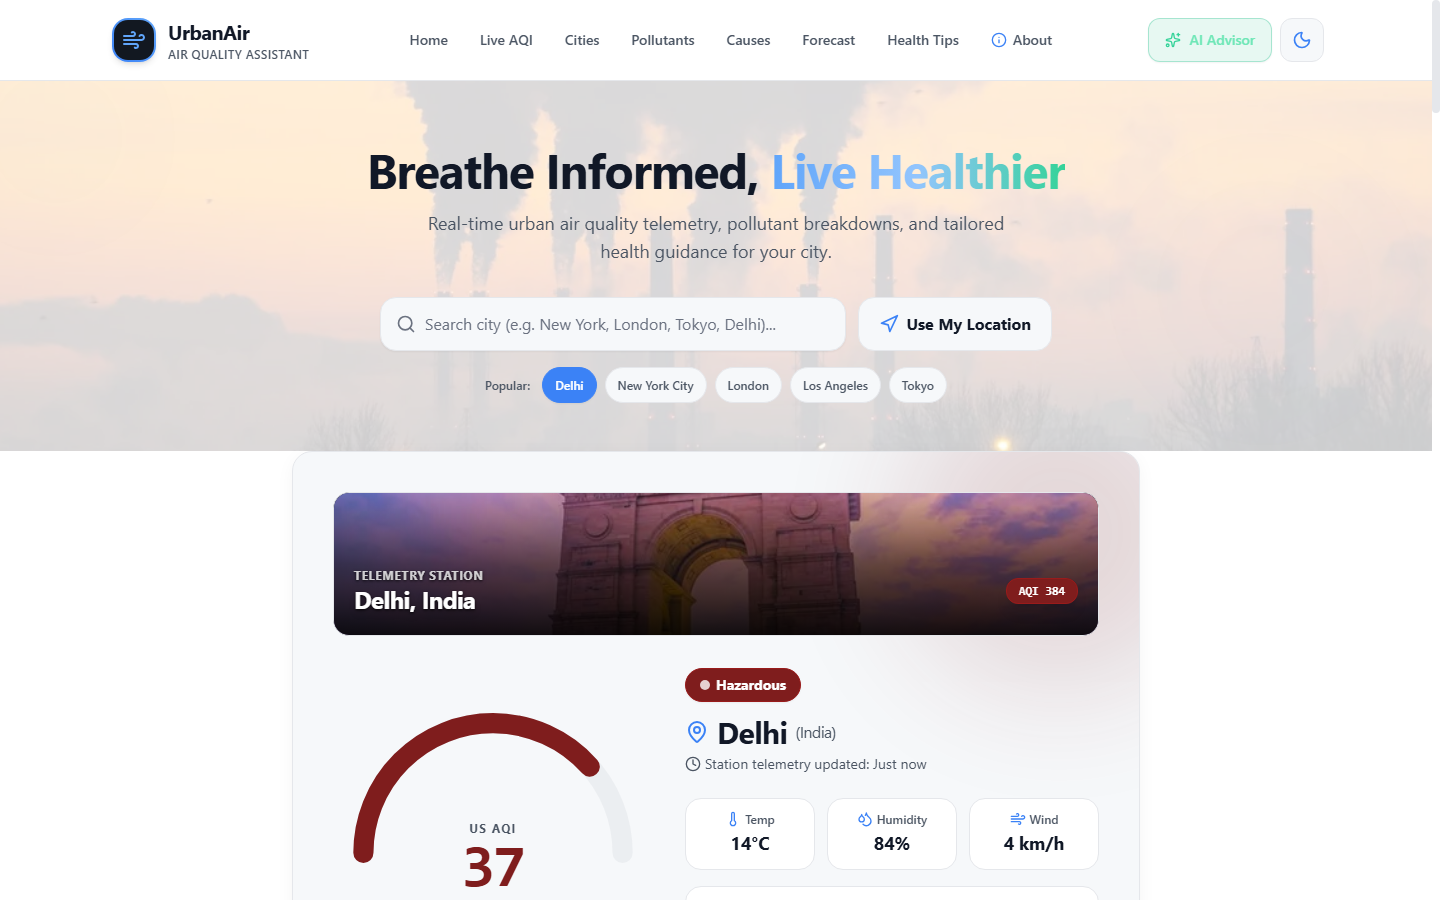 UrbanAir
AIR QUALITY ASSISTANT
Home
Live AQI
Cities
Pollutants
Causes
Forecast
Health Tips
About
AI Advisor
Breathe Informed, Live Healthier
Real-time urban air quality telemetry, pollutant breakdowns, and tailored
health guidance for your city.
Search city (e.g. New York, London, Tokyo, Delhi)...
Use My Location
Popular:
Delhi
New York City
London
Los Angeles
Tokyo
TELEMETRY STATION
Delhi, India
AQI 384
Hazardous
Delhi (India)
Station telemetry updated: Just now
Temp
14°C
Humidity
84%
Wind
4 km/h
US AQI
37